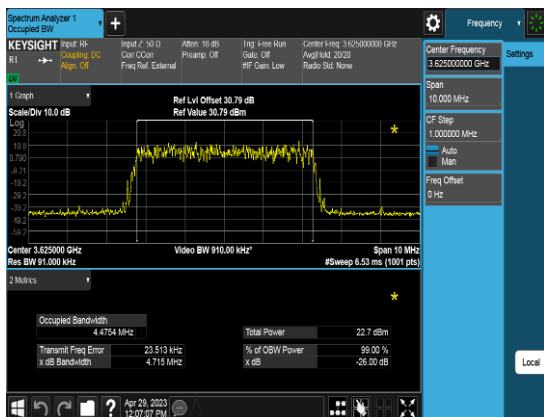 Spectrum Analyzer 1
Occupied BW
Frequency
KEYSIGHT
R1
LXI
Input: RF
Coupling: DC
Align: Off
Input Z: 50 Ω
Corr CCorr
Freq Ref: External
Atten: 18 dB
Preamp: Off
Trig: Free Run
Gate: Off
#IF Gain: Low
Center Freq: 3.625000000 GHz
Avg|Hold: 20/20
Radio Std: None
Center Frequency
3.625000000 GHz
Settings
Span
10.000 MHz
CF Step
1.000000 MHz
Auto
Man
Freq Offset
0 Hz
Local
1 Graph
Scale/Div 10.0 dB
Ref Lvl Offset 30.79 dB
Ref Value 30.79 dBm
Log
20.8
10.8
0.790
-9.21
-19.2
-29.2
-39.2
-49.2
-59.2
Center 3.625000 GHz
Res BW 91.000 kHz
Video BW 910.00 kHz*
Span 10 MHz
#Sweep 6.53 ms (1001 pts)
2 Metrics
Occupied Bandwidth
4.4754 MHz
Total Power 22.7 dBm
Transmit Freq Error 23.513 kHz
% of OBW Power 99.00 %
x dB Bandwidth 4.715 MHz
x dB -26.00 dB
Apr 29, 2023
12:07:07 PM